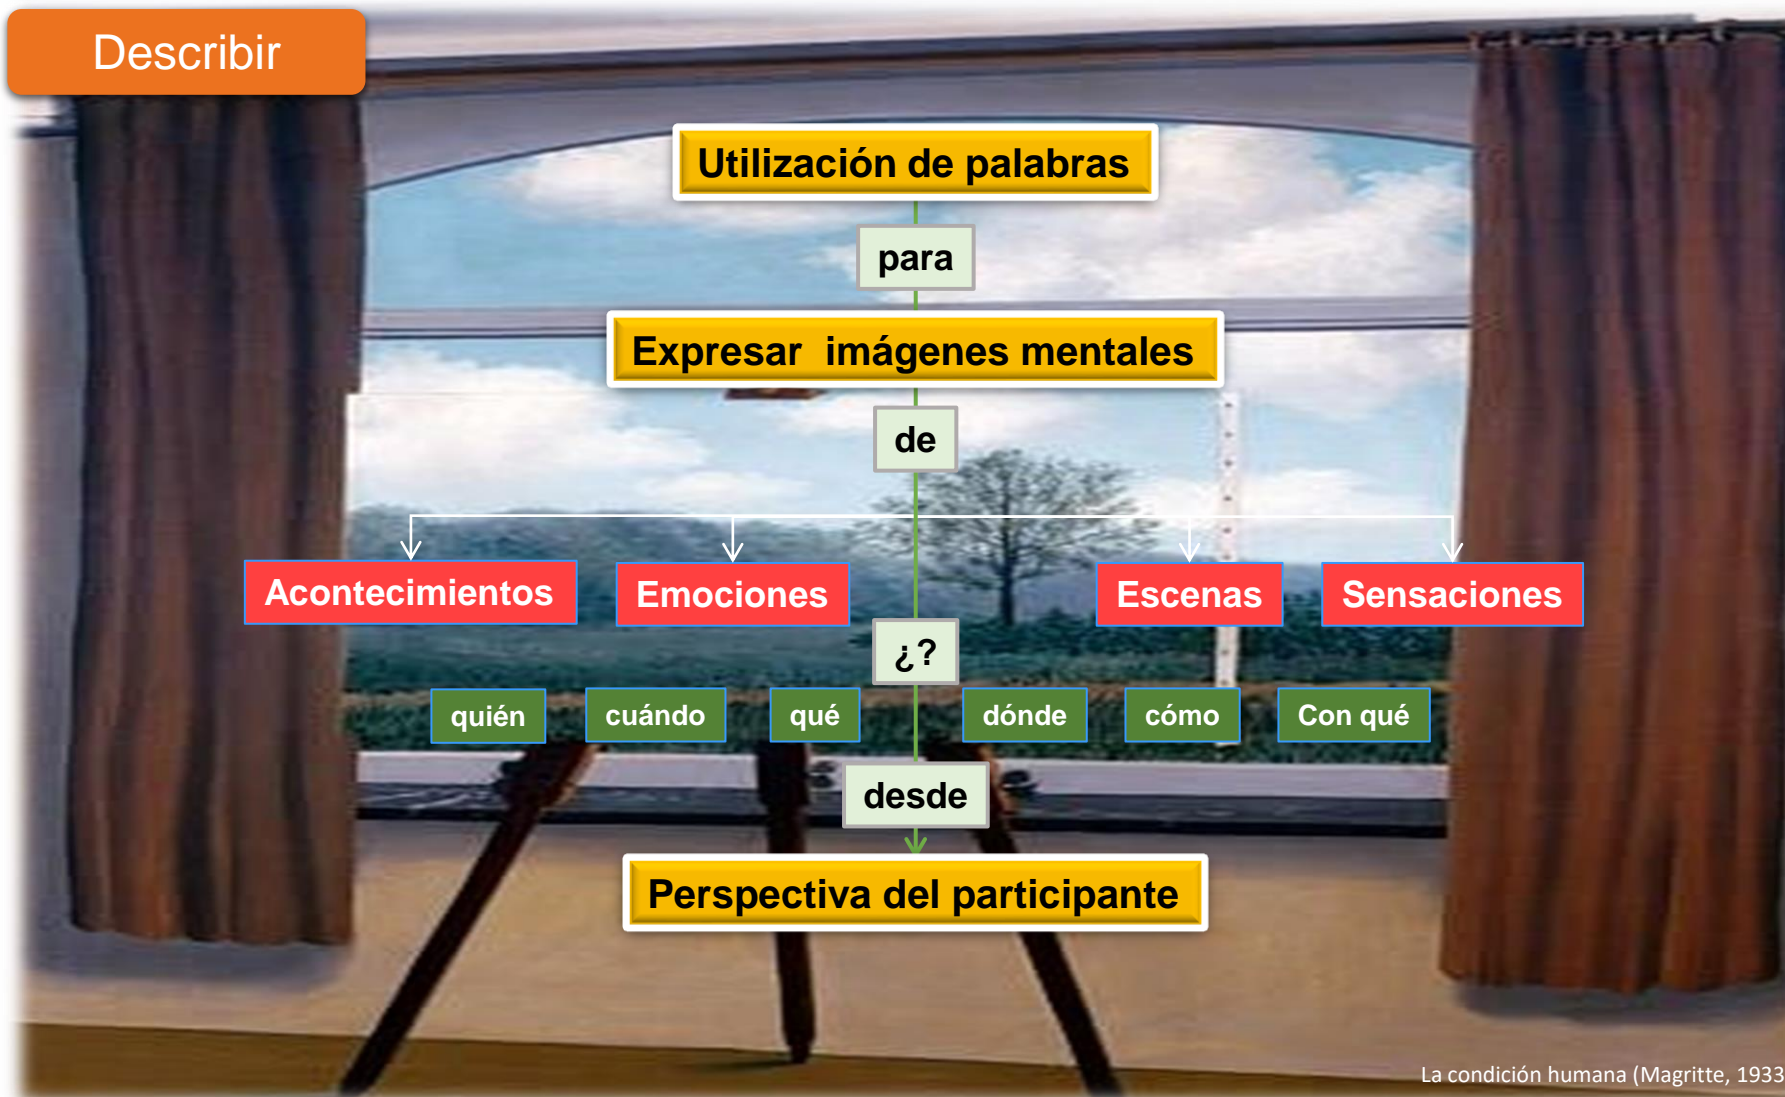 Describir
Utilización de palabras
para
Expresar  imágenes mentales
de
Acontecimientos
Emociones
Escenas
Sensaciones
¿?
quién
cuándo
qué
dónde
cómo
Con qué
desde
Perspectiva del participante
La condición humana (Magritte, 1933